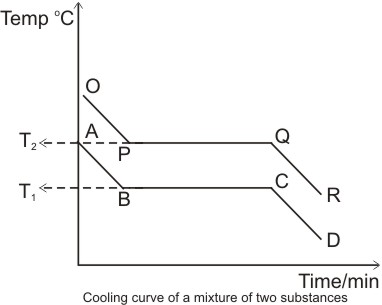 Temp °C
O
A
T₂
P
Q
T₁
B
C
R
D
Time/min
Cooling curve of a mixture of two substances